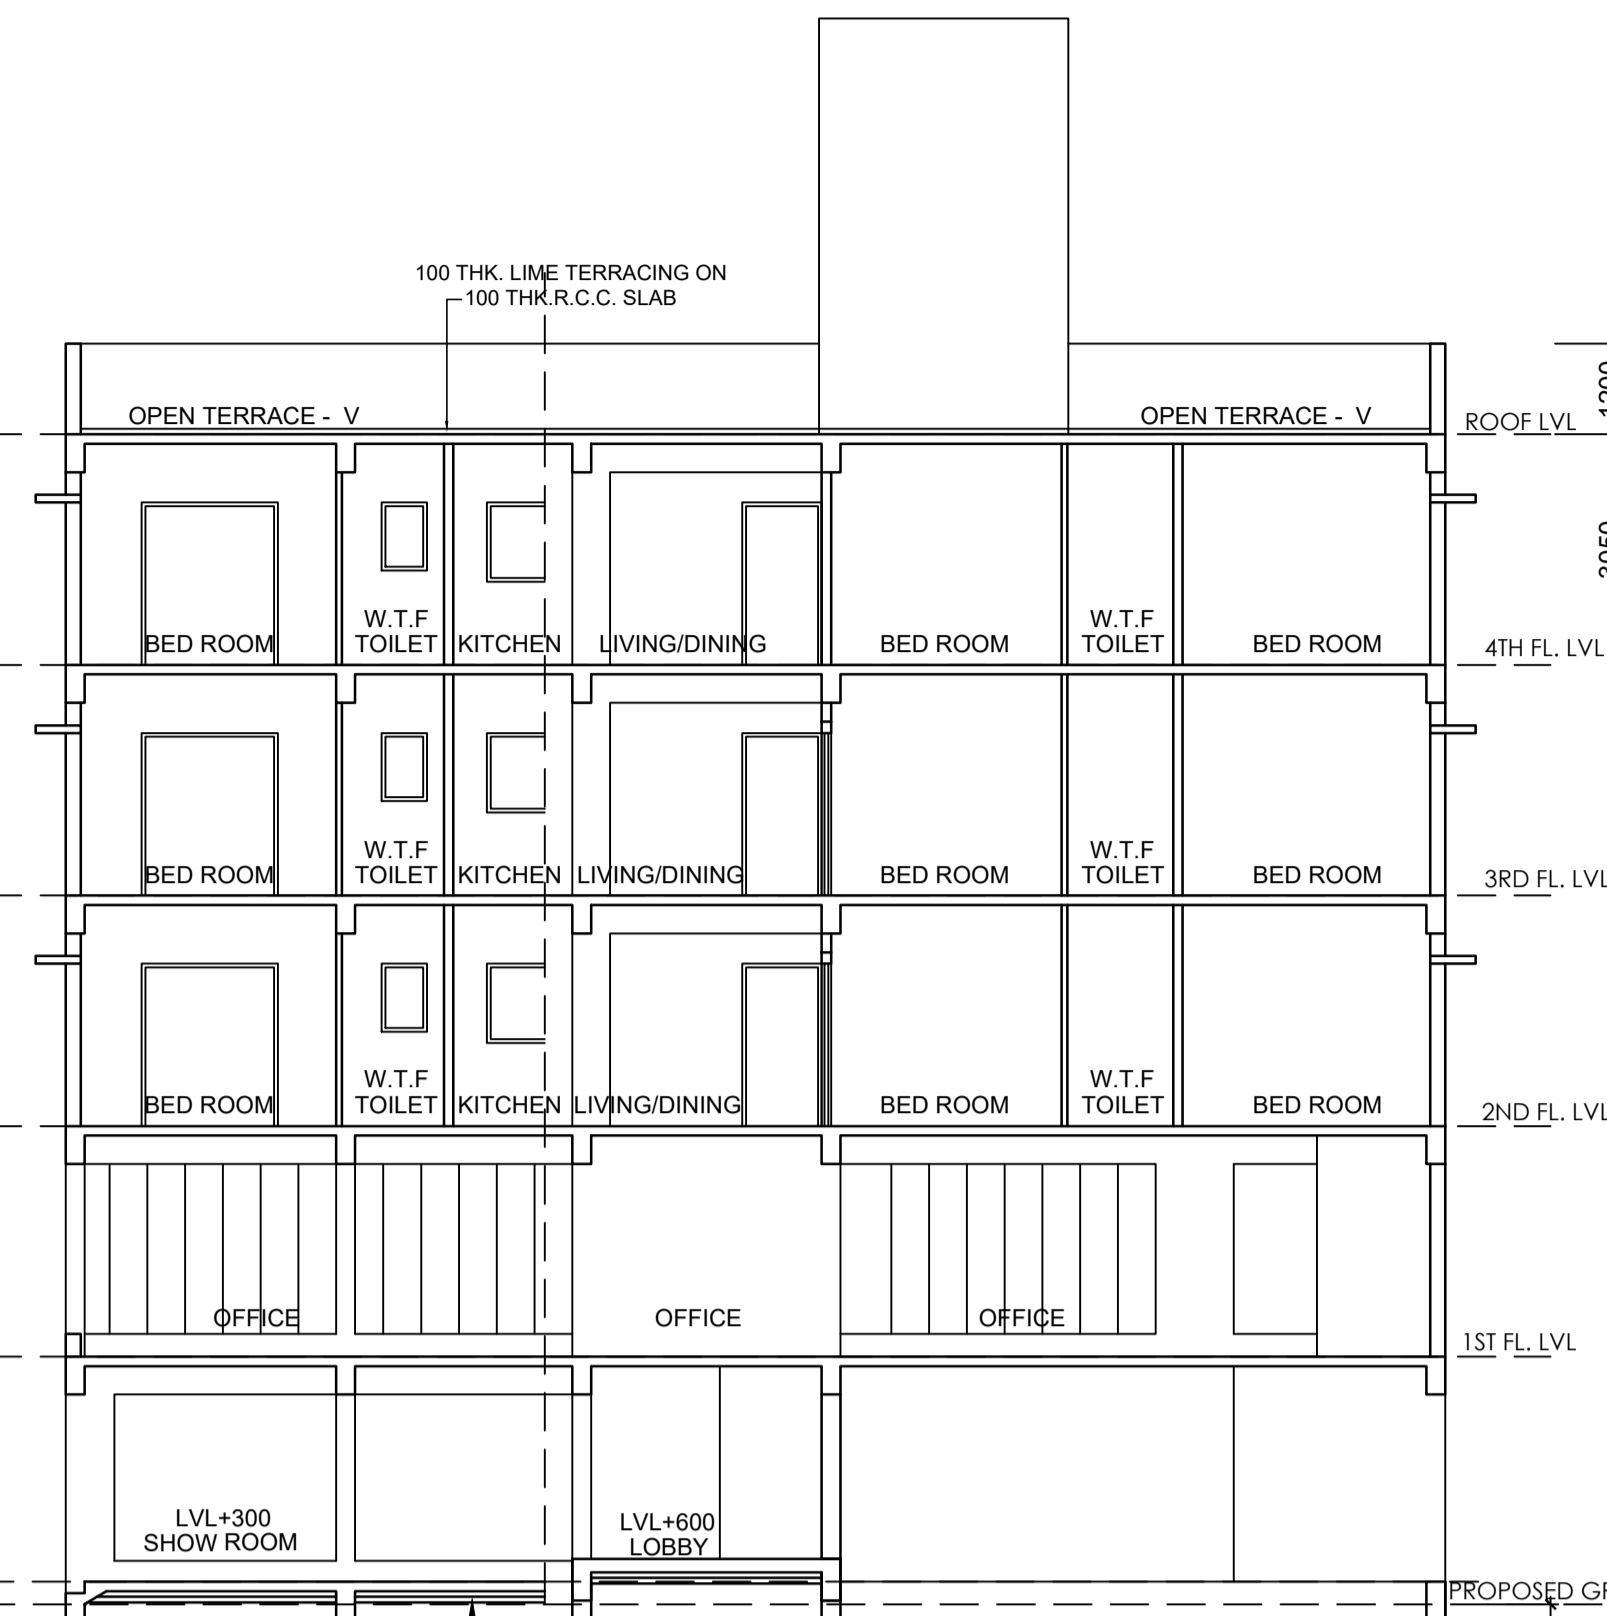 100 THK. LIME TERRACING ON
100 THK.R.C.C. SLAB
OPEN TERRACE - V
OPEN TERRACE - V
1200
ROOF LVL
3050
W.T.F
W.T.F
BED ROOM
TOILET
KITCHEN
LIVING/DINING
BED ROOM
TOILET
BED ROOM
4TH FL. LVL
W.T.F
W.T.F
BED ROOM
TOILET
KITCHEN
LIVING/DINING
BED ROOM
TOILET
BED ROOM
3RD FL. LVL
W.T.F
W.T.F
BED ROOM
TOILET
KITCHEN
LIVING/DINING
BED ROOM
TOILET
BED ROOM
2ND FL. LVL
OFFICE
OFFICE
OFFICE
1ST FL. LVL
LVL+300
SHOW ROOM
LVL+600
LOBBY
PROPOSED